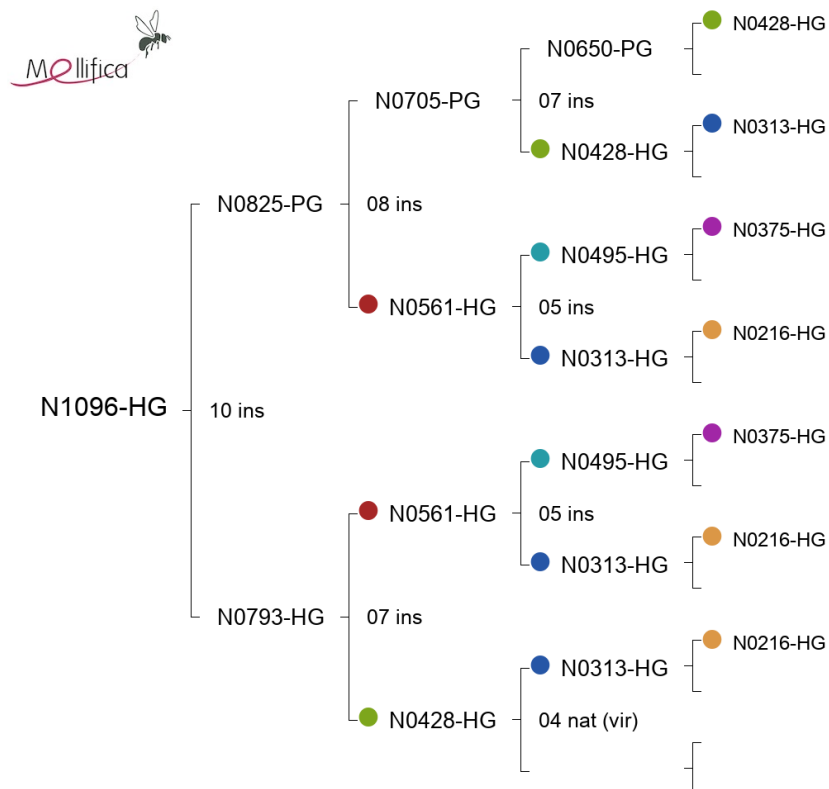 Mellifica
N0428-HG
N0650-PG
N0705-PG
07 ins
N0428-HG
N0313-HG
N0825-PG
08 ins
N0495-HG
N0375-HG
N0561-HG
05 ins
N0313-HG
N0216-HG
N1096-HG
10 ins
N0495-HG
N0375-HG
N0561-HG
05 ins
N0313-HG
N0216-HG
N0793-HG
07 ins
N0313-HG
N0216-HG
N0428-HG
04 nat (vir)